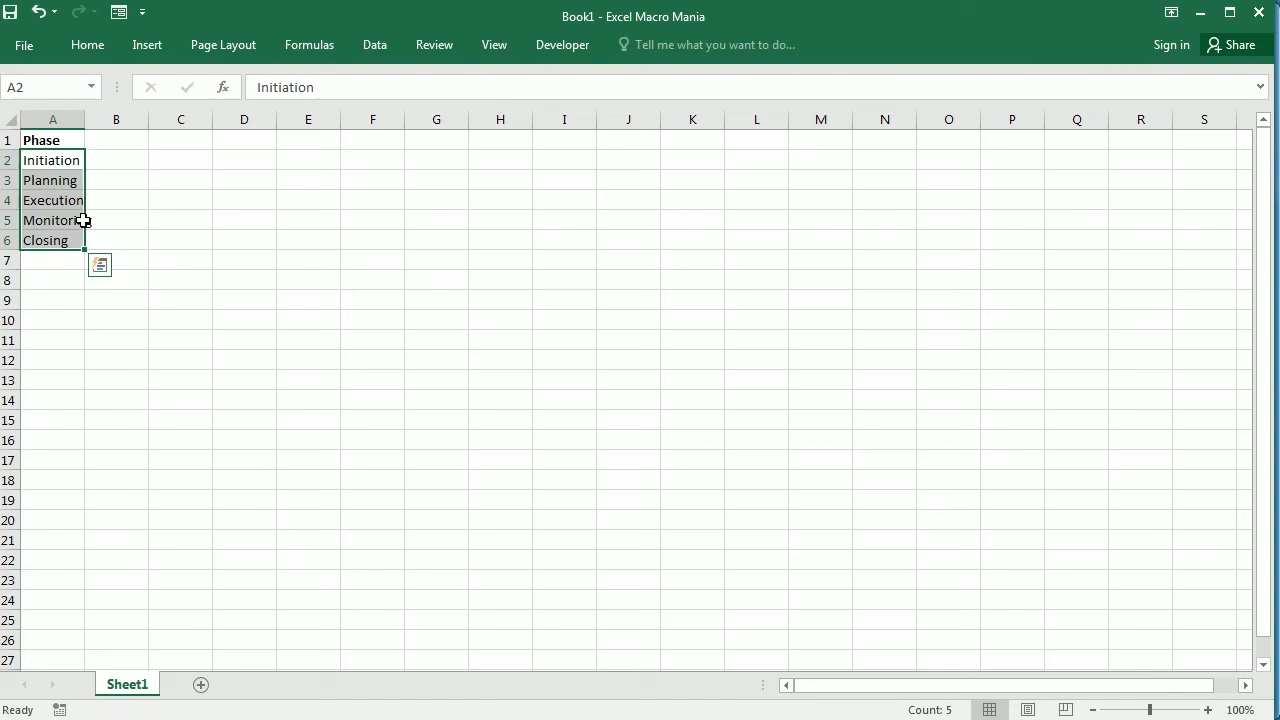 Book1 - Excel Macro Mania
File Home Insert Page Layout Formulas Data Review View Developer Tell me what you want to do... Sign in Share
A2 fx Initiation
A B C D E F G H I J K L M N O P Q R S
1 Phase
2 Initiation
3 Planning
4 Execution
5 Monitori
6 Closing
7
8
9
10
11
12
13
14
15
16
17
18
19
20
21
22
23
24
25
26
27
Sheet1
Ready Count: 5 100%